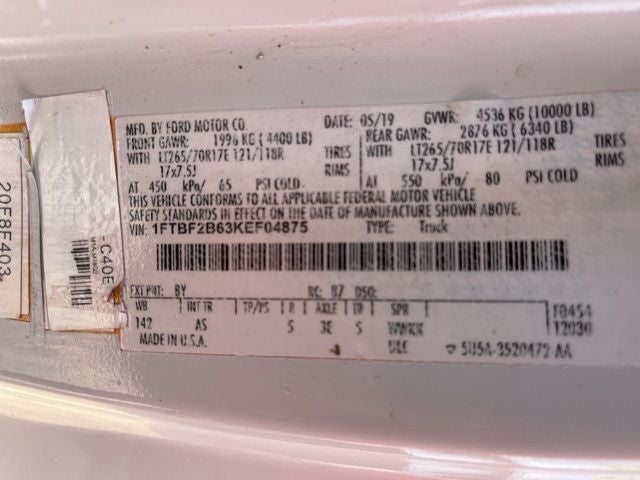 MFD. BY FORD MOTOR CO. DATE: 05/19 GVWR: 4536 KG (10000 LB)
FRONT GAWR: 1996 KG (4400 LB) REAR GAWR: 2876 KG (6340 LB)
WITH LT265/70R17E 121/118R TIRES WITH LT265/70R17E 121/118R TIRES
17x7.5J RIMS 17x7.5J RIMS
AT 450 kPa/ 65 PSI COLD AT 550 kPa/ 80 PSI COLD
THIS VEHICLE CONFORMS TO ALL APPLICABLE FEDERAL MOTOR VEHICLE
SAFETY STANDARDS IN EFFECT ON THE DATE OF MANUFACTURE SHOWN ABOVE.
VIN: 1FTBF2B63KEF04875 TYPE: Truck
EXT PNT: BY RC: 87 DSO:
WB INT TR TP/PS R AXLE TR SPR F0454
142 AS 5 3E S 12030
MADE IN U.S.A. 5U5A-3520472-AA
20F8F403
-C40E